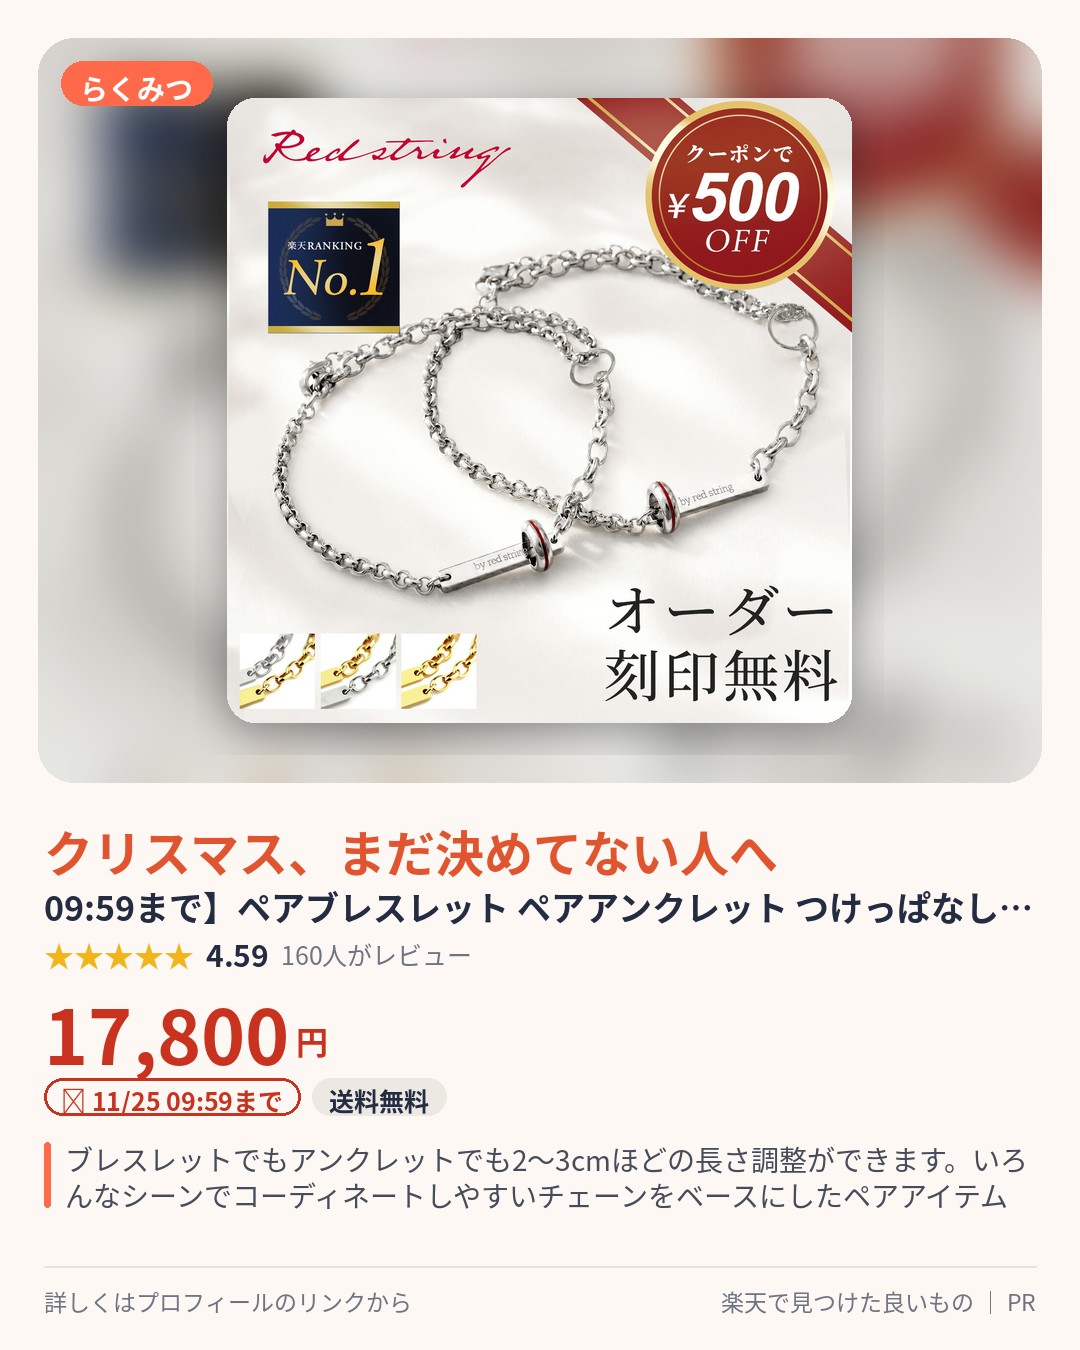 らくみつ
Red string
クーポンで
¥500
OFF
楽天RANKING
No.1
by red string
by red string
オーダー
刻印無料
クリスマス、まだ決めてない人へ
09:59まで】ペアブレスレット ペアアンクレット つけっぱなし…
★★★★★ 4.59 160人がレビュー
17,800円
11/25 09:59まで 送料無料
ブレスレットでもアンクレットでも2〜3cmほどの長さ調整ができます。いろ
んなシーンでコーディネートしやすいチェーンをベースにしたペアアイテム
詳しくはプロフィールのリンクから
楽天で見つけた良いもの｜PR